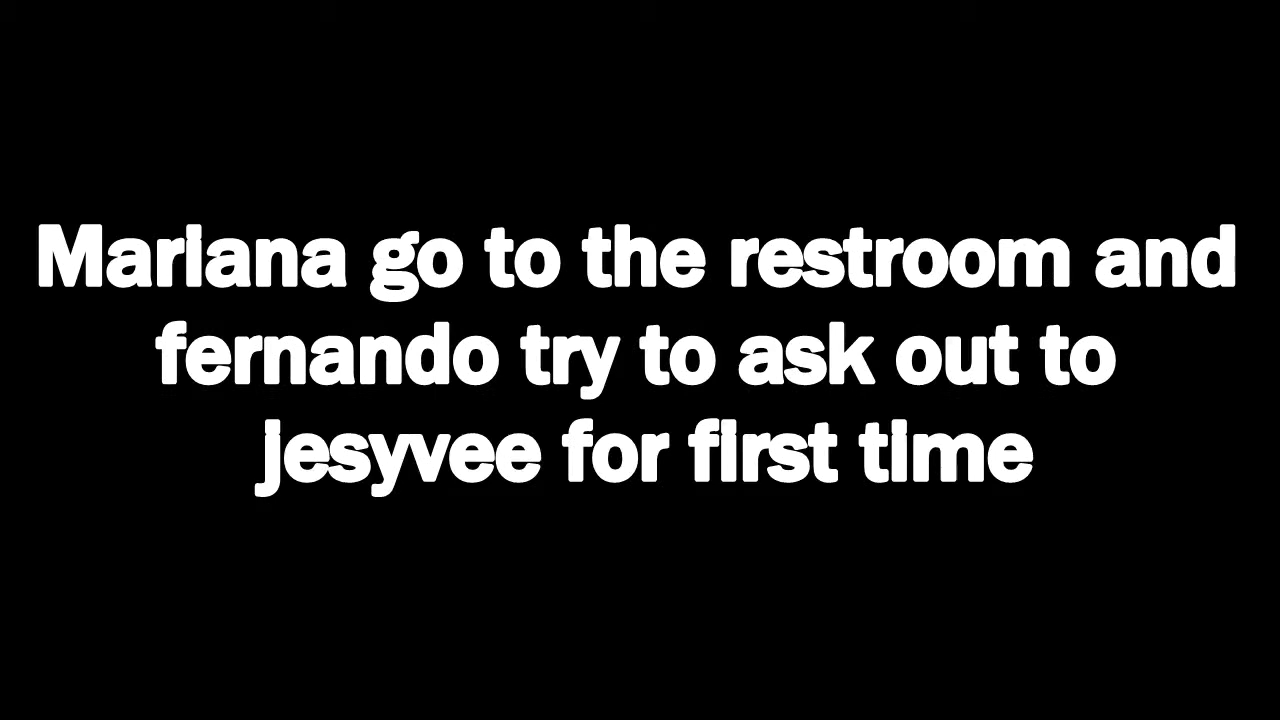 Mariana go to the restroom and
fernando try to ask out to
jesyvee for first time